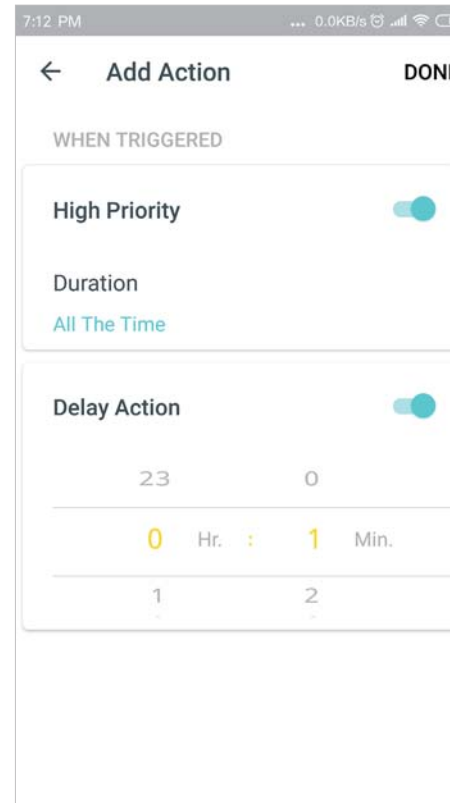 7:12 PM ... 0.0KB/s
Add Action DON
WHEN TRIGGERED
High Priority
Duration
All The Time
Delay Action
23 0
0 Hr. : 1 Min.
1 2